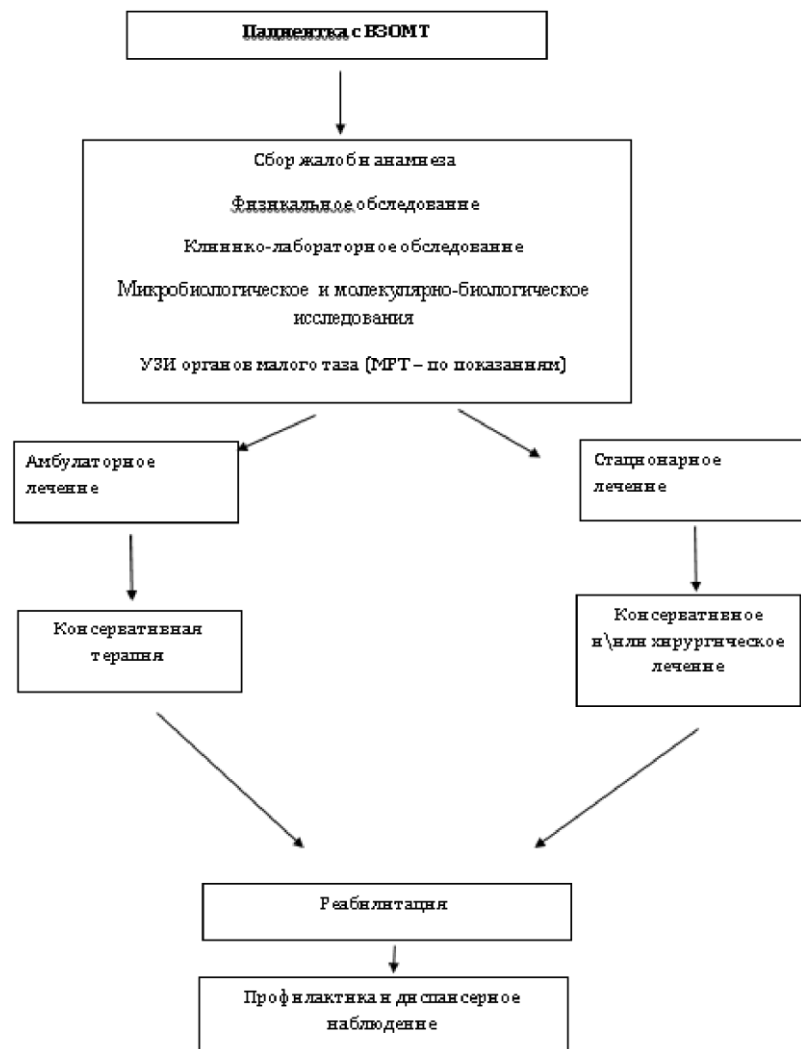 Пациентка с ВЗОМТ
Сбор жалоб и анамнеза
Физикальное обследование
Клинико-лабораторное обследование
Микробиологическое и молекулярно-биологическое
исследования
УЗИ органов малого таза (МРТ – по показаниям)
Амбулаторное
лечение
Стационарное
лечение
Консервативная
терапия
Консервативное
и\или хирургическое
лечение
Реабилитация
Профилактика и диспансерное
наблюдение